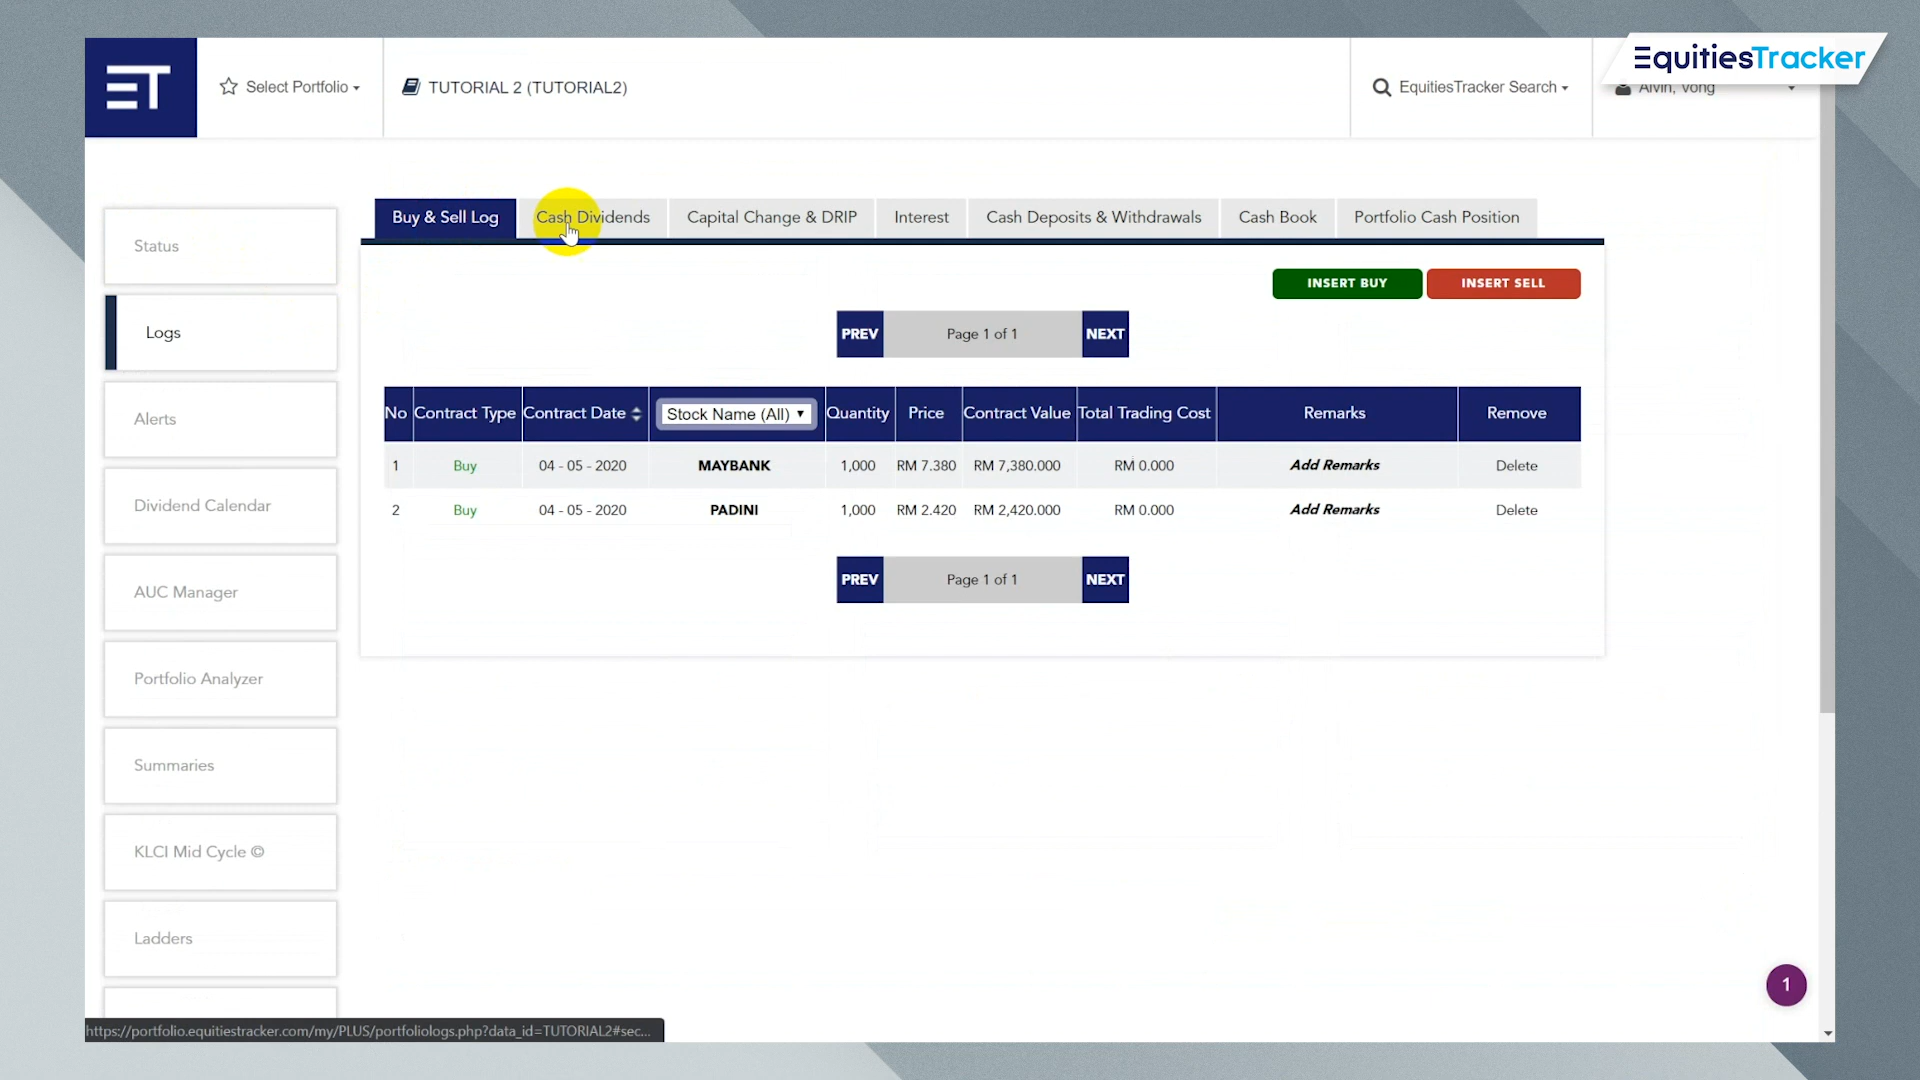 ET
Select Portfolio
TUTORIAL 2 (TUTORIAL2)
EquitiesTracker Search
EquitiesTracker
Alvin, Vong
Buy & Sell Log
Cash Dividends
Capital Change & DRIP
Interest
Cash Deposits & Withdrawals
Cash Book
Portfolio Cash Position
Status
Logs
Alerts
Dividend Calendar
AUC Manager
Portfolio Analyzer
Summaries
KLCI Mid Cycle ©
Ladders
INSERT BUY
INSERT SELL
PREV Page 1 of 1 NEXT
No Contract Type Contract Date Stock Name (All) Quantity Price Contract Value Total Trading Cost Remarks Remove
1 Buy 04 - 05 - 2020 MAYBANK 1,000 RM 7.380 RM 7,380.000 RM 0.000 Add Remarks Delete
2 Buy 04 - 05 - 2020 PADINI 1,000 RM 2.420 RM 2,420.000 RM 0.000 Add Remarks Delete
PREV Page 1 of 1 NEXT
1
https://portfolio.equitiestracker.com/my/PLUS/portfoliologs.php?data_id=TUTORIAL2#sec...